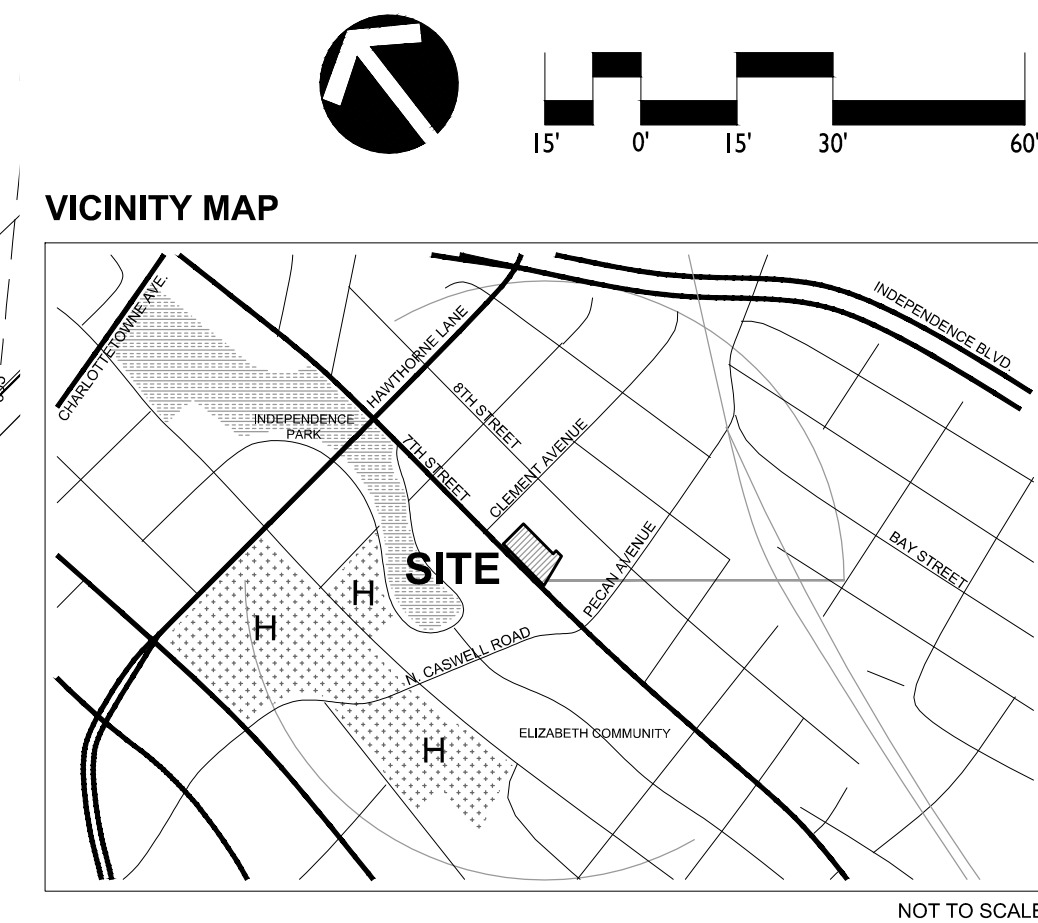 15' 0' 15' 30' 60'
VICINITY MAP
CHARLOTTETOWNE AVE.
INDEPENDENCE BLVD.
HAWTHORNE LANE
8TH STREET
INDEPENDENCE
PARK
7TH STREET
CLEMENT AVENUE
SITE
PECAN AVENUE
BAY STREET
H
H
N. CASWELL ROAD
ELIZABETH COMMUNITY
H
NOT TO SCALE